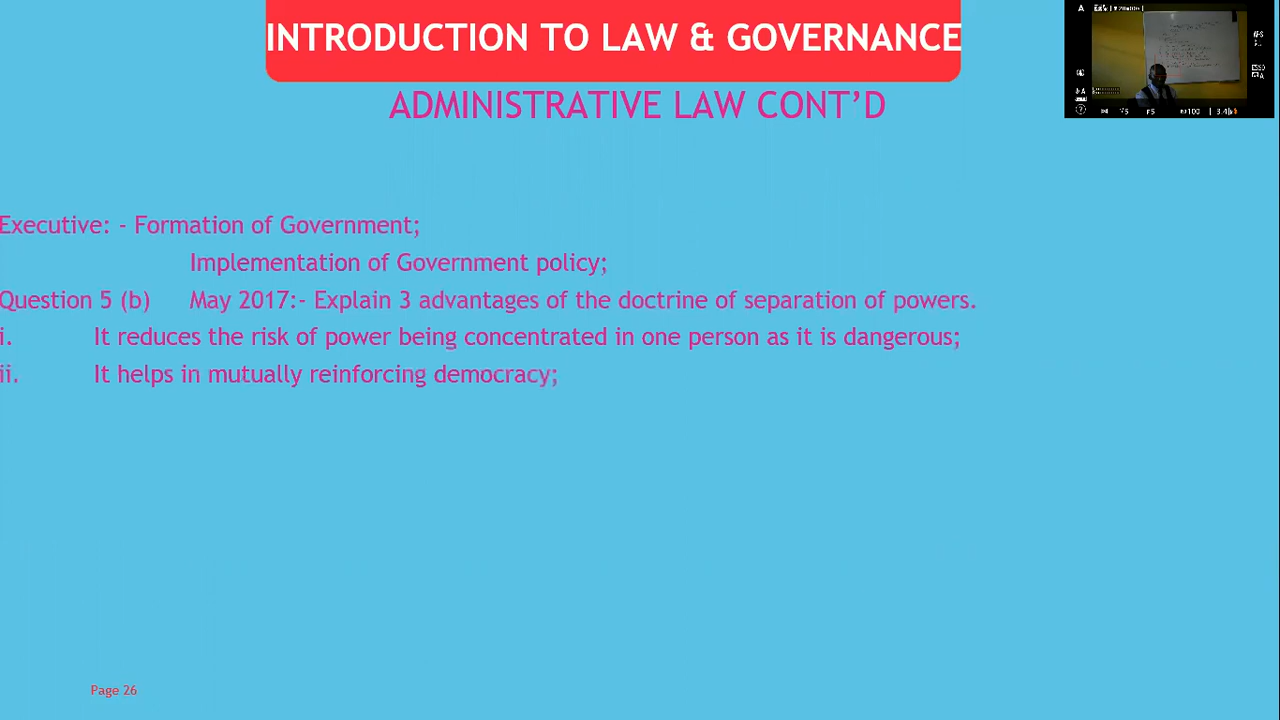 INTRODUCTION TO LAW & GOVERNANCE
ADMINISTRATIVE LAW CONT’D
Executive: - Formation of Government;
Implementation of Government policy;
Question 5 (b) May 2017:- Explain 3 advantages of the doctrine of separation of powers.
i. It reduces the risk of power being concentrated in one person as it is dangerous;
ii. It helps in mutually reinforcing democracy;
Page 26